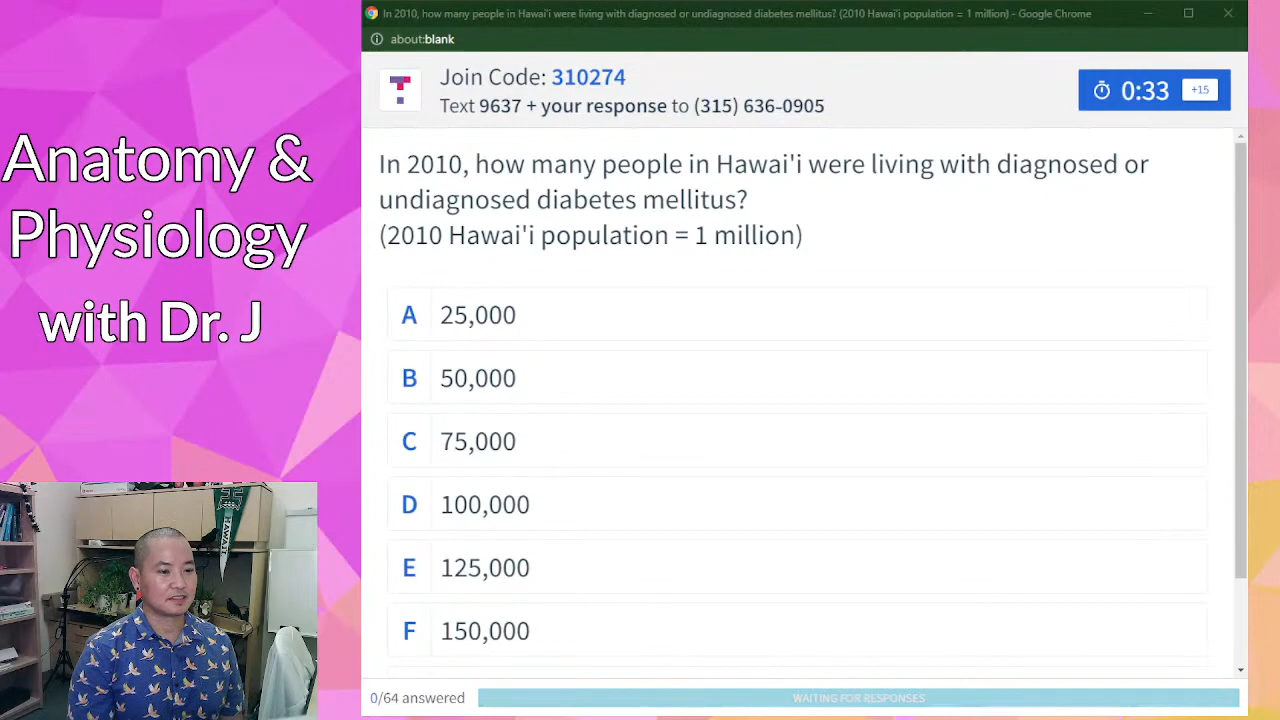 In 2010, how many people in Hawai'i were living with diagnosed or undiagnosed diabetes mellitus? (2010 Hawai'i population = 1 million) - Google Chrome
about:blank
Join Code: 310274
Text 9637 + your response to (315) 636-0905
0:33
+15
Anatomy &
Physiology
with Dr. J
In 2010, how many people in Hawai'i were living with diagnosed or
undiagnosed diabetes mellitus?
(2010 Hawai'i population = 1 million)
A 25,000
B 50,000
C 75,000
D 100,000
E 125,000
F 150,000
0/64 answered
WAITING FOR RESPONSES
HAWAI'I